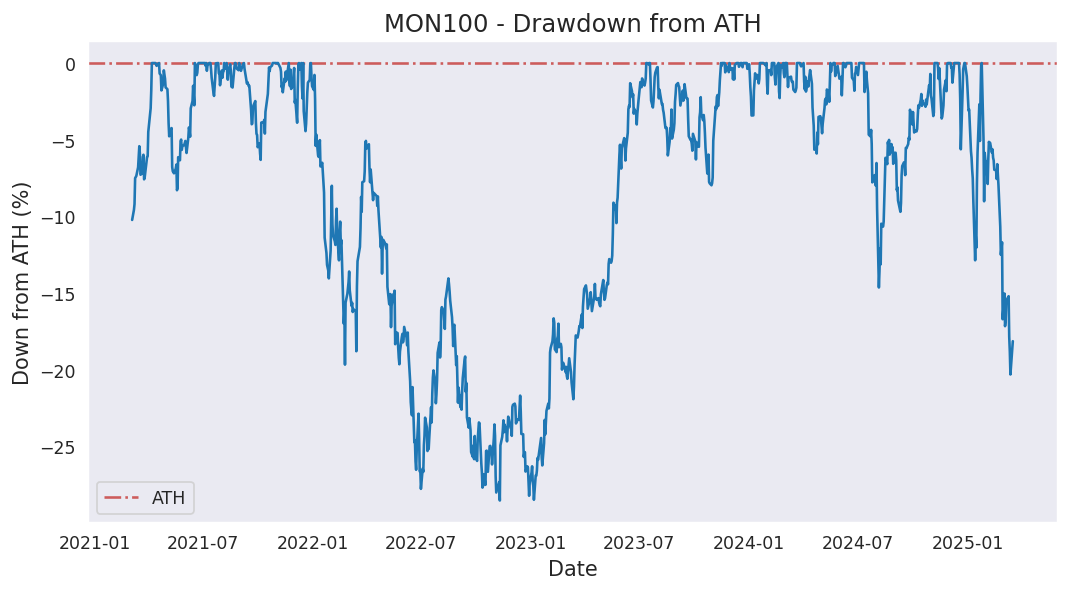 MON100 - Drawdown from ATH
Down from ATH (%)
0
−5
−10
−15
−20
−25
ATH
2021-01 2021-07 2022-01 2022-07 2023-01 2023-07 2024-01 2024-07 2025-01
Date